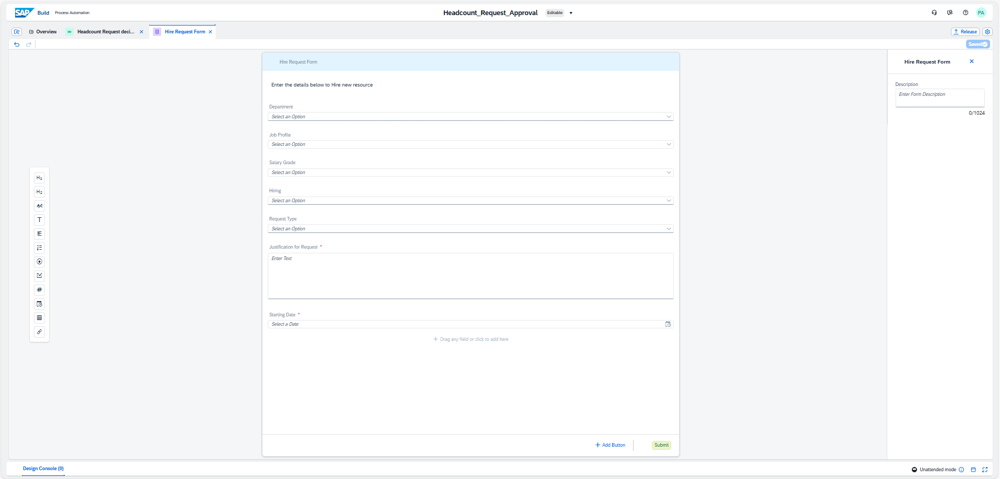 SAP Build Process Automation
Headcount_Request_Approval Editable
PA
Overview
Headcount Request deci...
Hire Request Form
Release
Saved
Hire Request Form
Enter the details below to Hire new resource
Department
Select an Option
Job Profile
Select an Option
Salary Grade
Select an Option
Hiring
Select an Option
Request Type
Select an Option
Justification for Request *
Enter Text
Starting Date *
Select a Date
+ Drag any field or click to add here
+ Add Button
Submit
H1
H2
T
#
Hire Request Form
Description
Enter Form Description
0/1024
Design Console (0)
Unattended mode